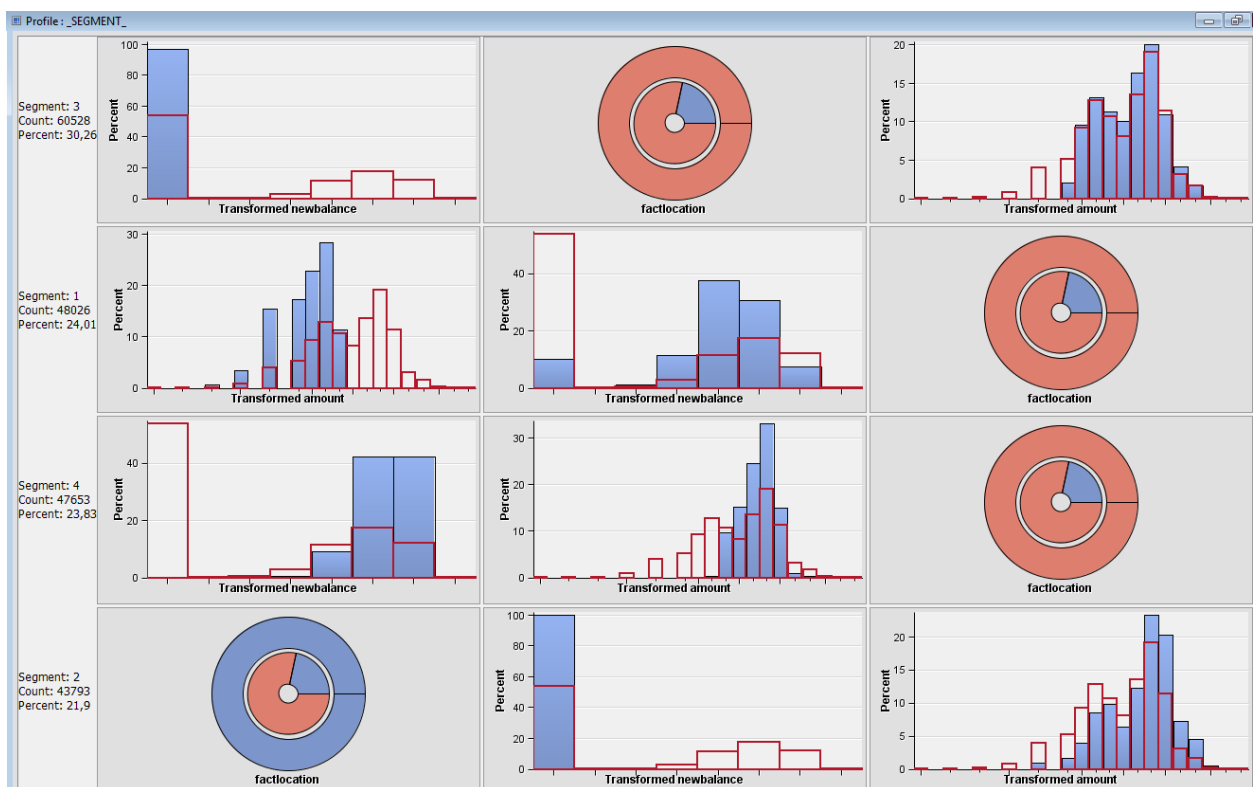 Profile : _SEGMENT_
Segment: 3
Count: 60528
Percent: 30,26
Percent
100
80
60
40
20
0
Transformed newbalance
factlocation
Percent
20
15
10
5
0
Transformed amount
Segment: 1
Count: 48026
Percent: 24,01
Percent
30
20
10
0
Transformed amount
Percent
40
20
0
Transformed newbalance
factlocation
Segment: 4
Count: 47653
Percent: 23,83
Percent
40
20
0
Transformed newbalance
Percent
30
20
10
0
Transformed amount
factlocation
Segment: 2
Count: 43793
Percent: 21,9
factlocation
Percent
100
80
60
40
20
0
Transformed newbalance
Percent
20
15
10
5
0
Transformed amount